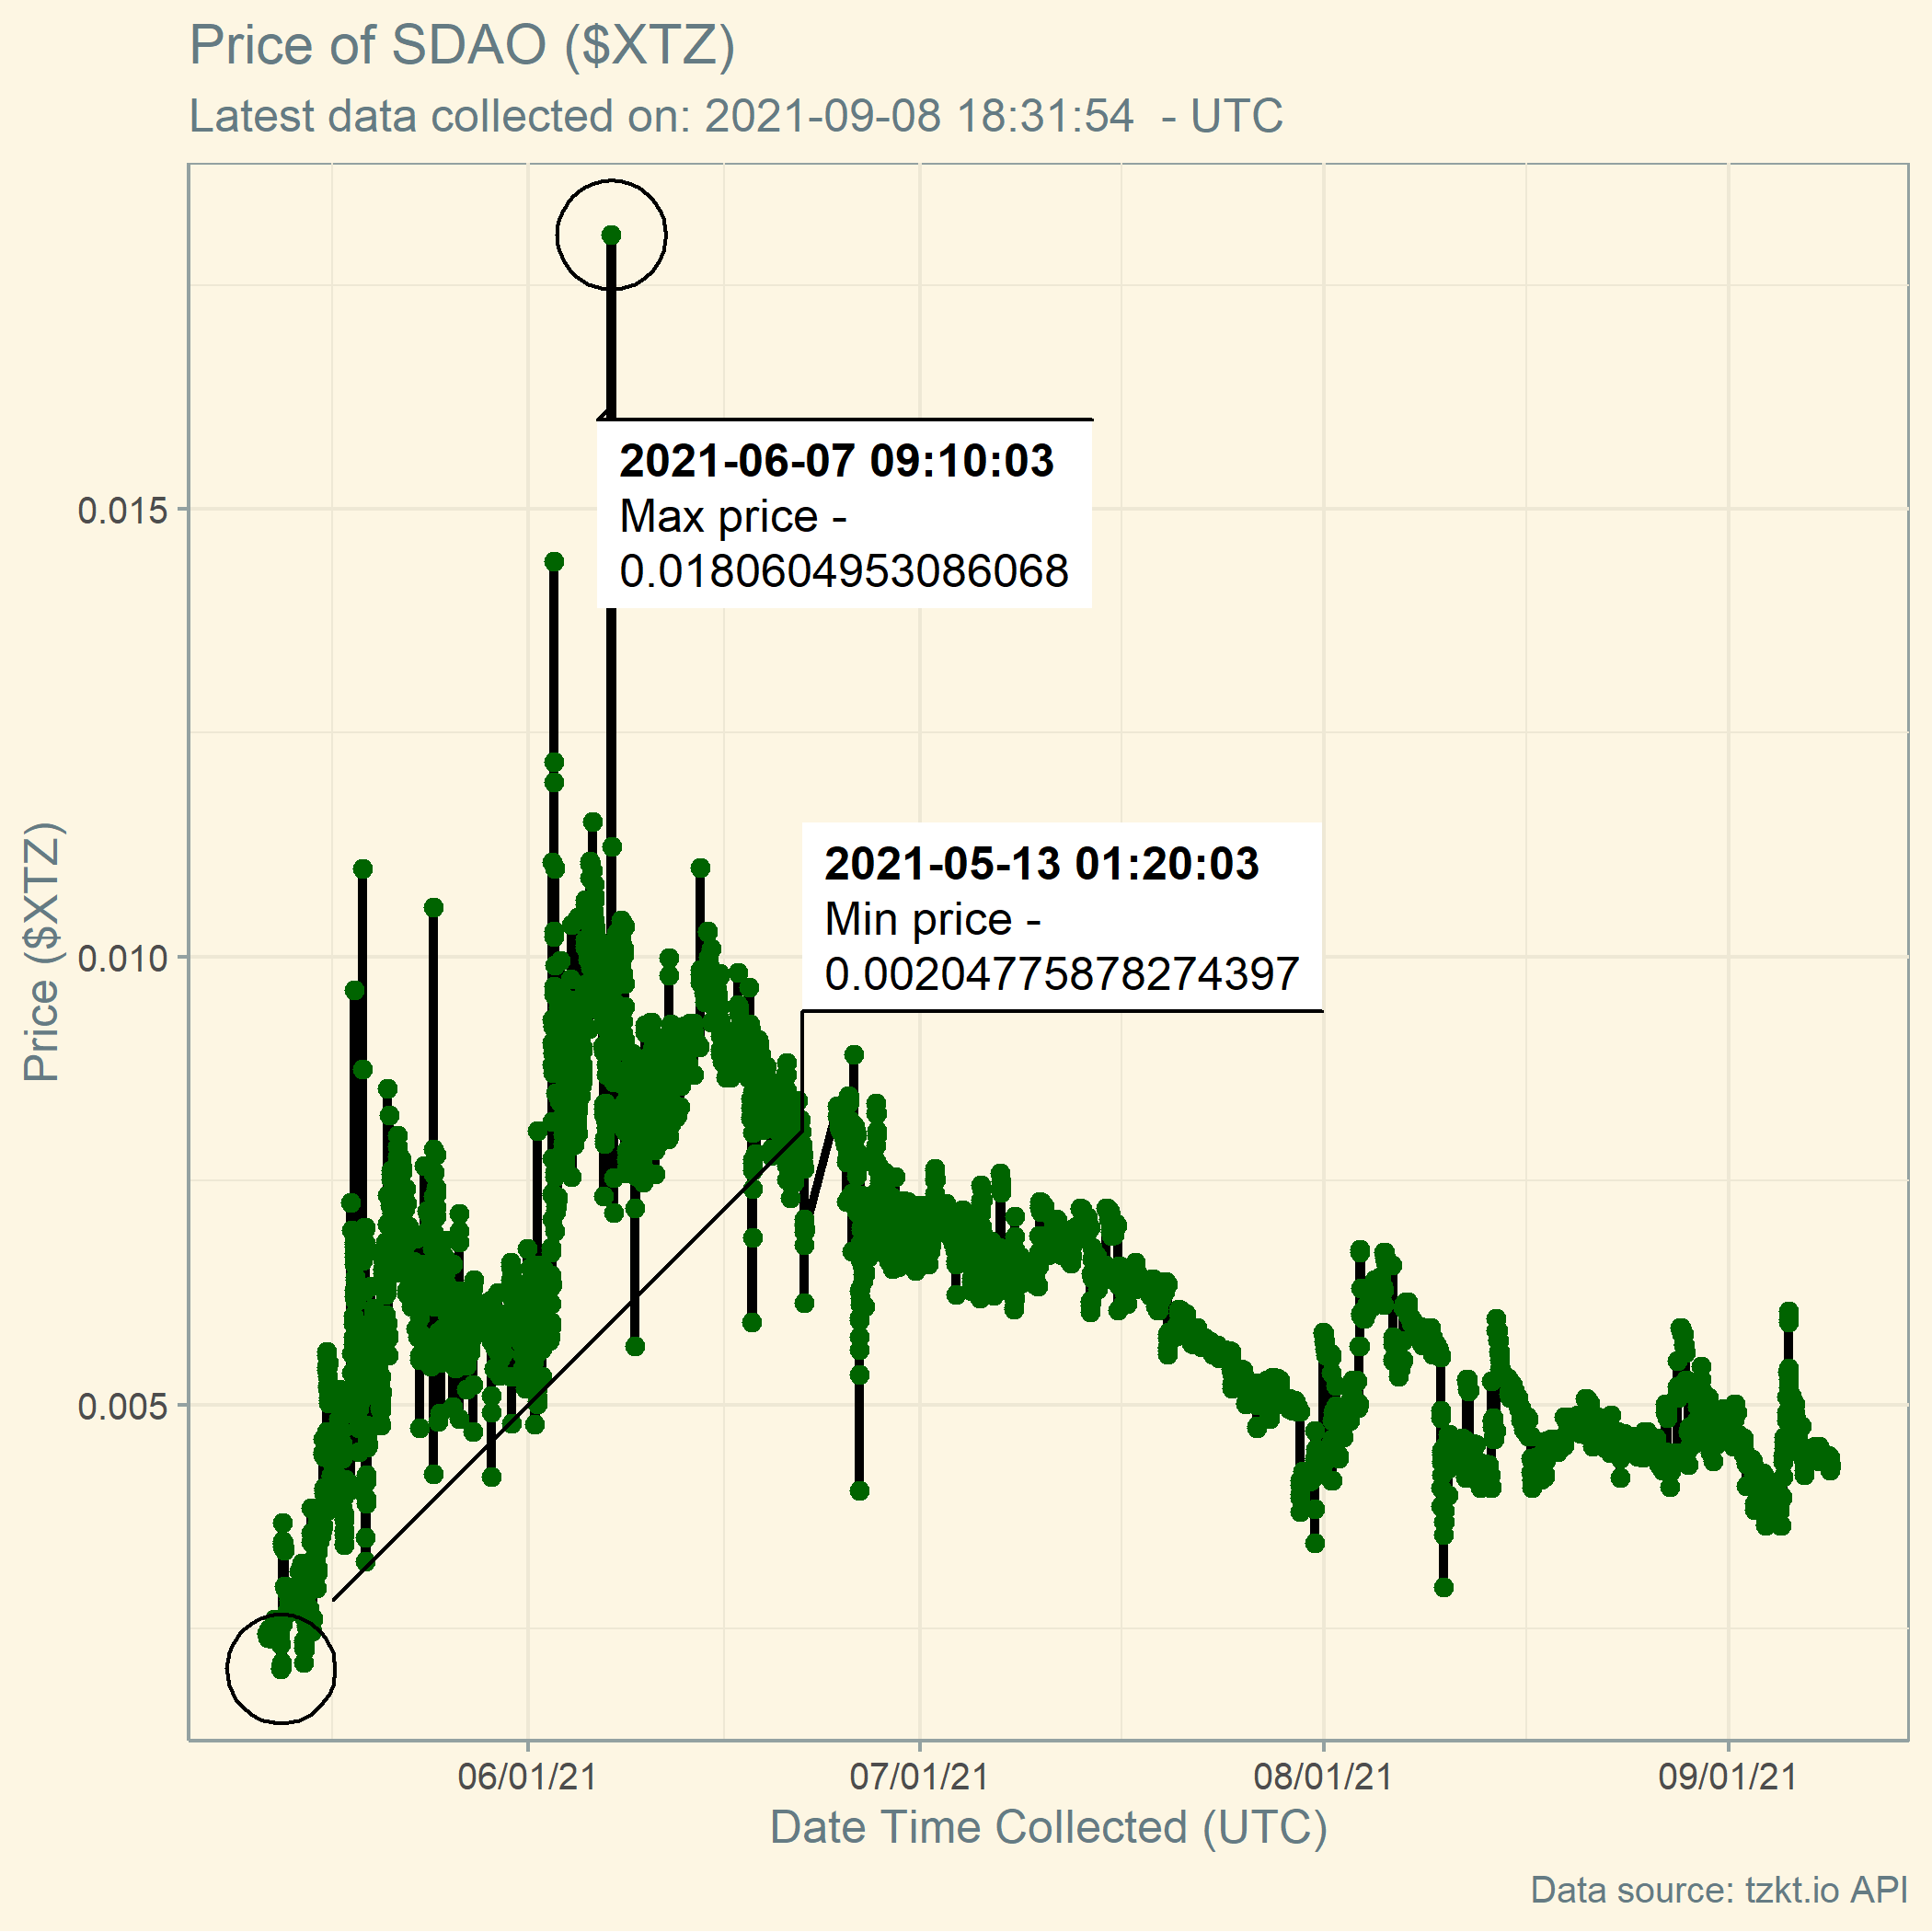 Price of SDAO ($XTZ)
Latest data collected on: 2021-09-08 18:31:54  - UTC
2021-06-07 09:10:03
Max price -
0.0180604953086068
0.015
2021-05-13 01:20:03
Min price -
0.00204775878274397
0.010
0.005
Price ($XTZ)
06/01/21
07/01/21
08/01/21
09/01/21
Date Time Collected (UTC)
Data source: tzkt.io API